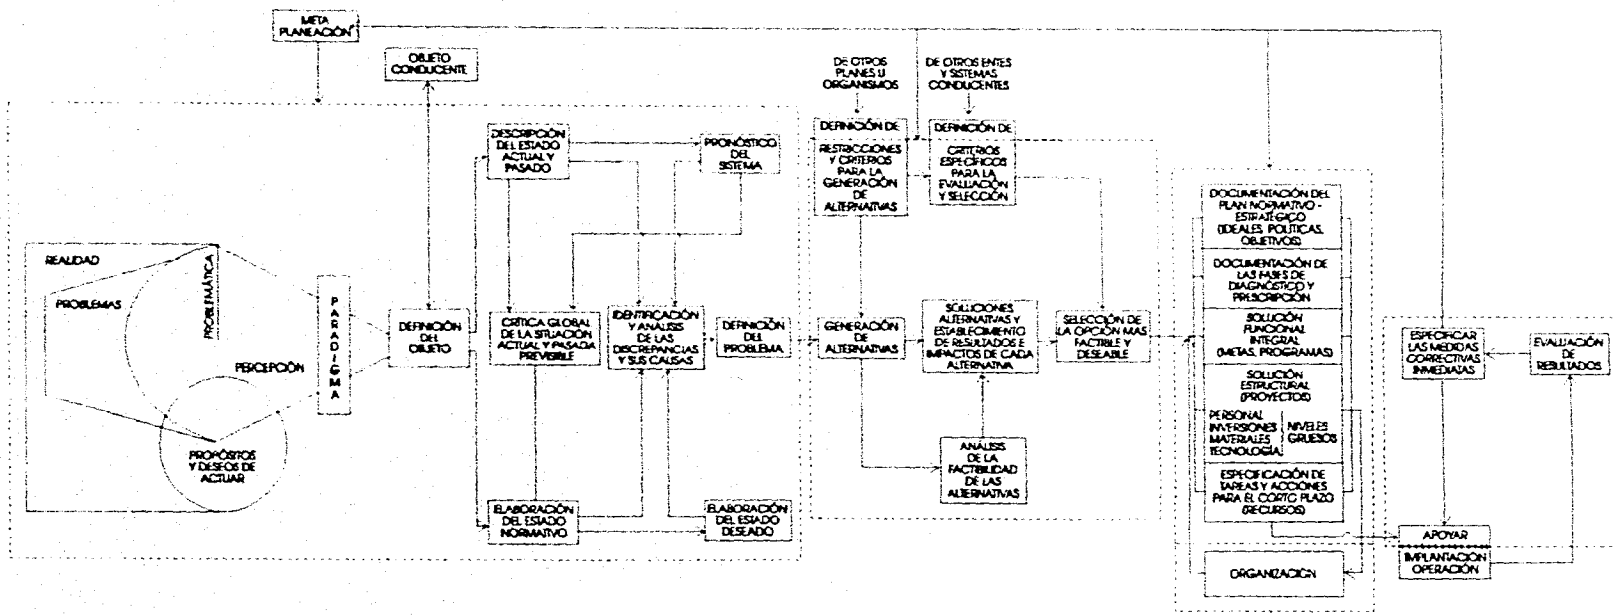 META
PLANEACIÓN
OBJETO
CONDUCENTE
REALIDAD
PROBLEMAS
PROBLEMÁTICA
PERCEPCIÓN
PROPÓSITOS
Y DESEOS DE
ACTUAR
PARADIGMA
DEFINICIÓN
DEL
OBJETO
DESCRIPCIÓN
DEL ESTADO
ACTUAL Y
PASADO
PRONÓSTICO
DEL
SISTEMA
CRÍTICA GLOBAL
DE LA SITUACIÓN
ACTUAL Y PASADA
PREVISIBLE
IDENTIFICACIÓN
Y ANÁLISIS
DE LAS
DISCREPANCIAS
Y SUS CAUSAS
DEFINICIÓN
DEL
PROBLEMA
ELABORACIÓN
DEL ESTADO
NORMATIVO
ELABORACIÓN
DEL ESTADO
DESEADO
DE OTROS
PLANES U
ORGANISMOS
DE OTROS ENTES
Y SISTEMAS
CONDUCENTES
DEFINICIÓN DE
RESTRICCIONES
Y CRITERIOS
PARA LA
GENERACIÓN
DE
ALTERNATIVAS
DEFINICIÓN DE
CRITERIOS
ESPECÍFICOS
PARA LA
EVALUACIÓN
Y SELECCIÓN
GENERACIÓN
DE
ALTERNATIVAS
SOLUCIONES
ALTERNATIVAS Y
ESTABLECIMIENTO
DE RESULTADOS E
IMPACTOS DE CADA
ALTERNATIVA
SELECCIÓN DE
LA OPCIÓN MAS
FACTIBLE Y
DESEABLE
ANÁLISIS
DE LA
FACTIBILIDAD
DE LAS
ALTERNATIVAS
DOCUMENTACIÓN DEL
PLAN NORMATIVO -
ESTRATÉGICO
(IDEALES, POLÍTICAS,
OBJETIVOS)
DOCUMENTACIÓN DE
LAS FASES DE
DIAGNÓSTICO Y
PRESCRIPCIÓN
SOLUCIÓN
FUNCIONAL
INTEGRAL
(METAS, PROGRAMAS)
SOLUCIÓN
ESTRUCTURAL
(PROYECTOS)
PERSONAL
INVERSIONES
MATERIALES
TECNOLOGÍA
NIVELES
GRUESOS
ESPECIFICACIÓN DE
TAREAS Y ACCIONES
PARA EL CORTO PLAZO
(RECURSOS)
ORGANIZACION
ESPECIFICAR
LAS MEDIDAS
CORRECTIVAS
INMEDIATAS
EVALUACIÓN
DE
RESULTADOS
APOYAR
IMPLANTACIÓN
OPERACIÓN